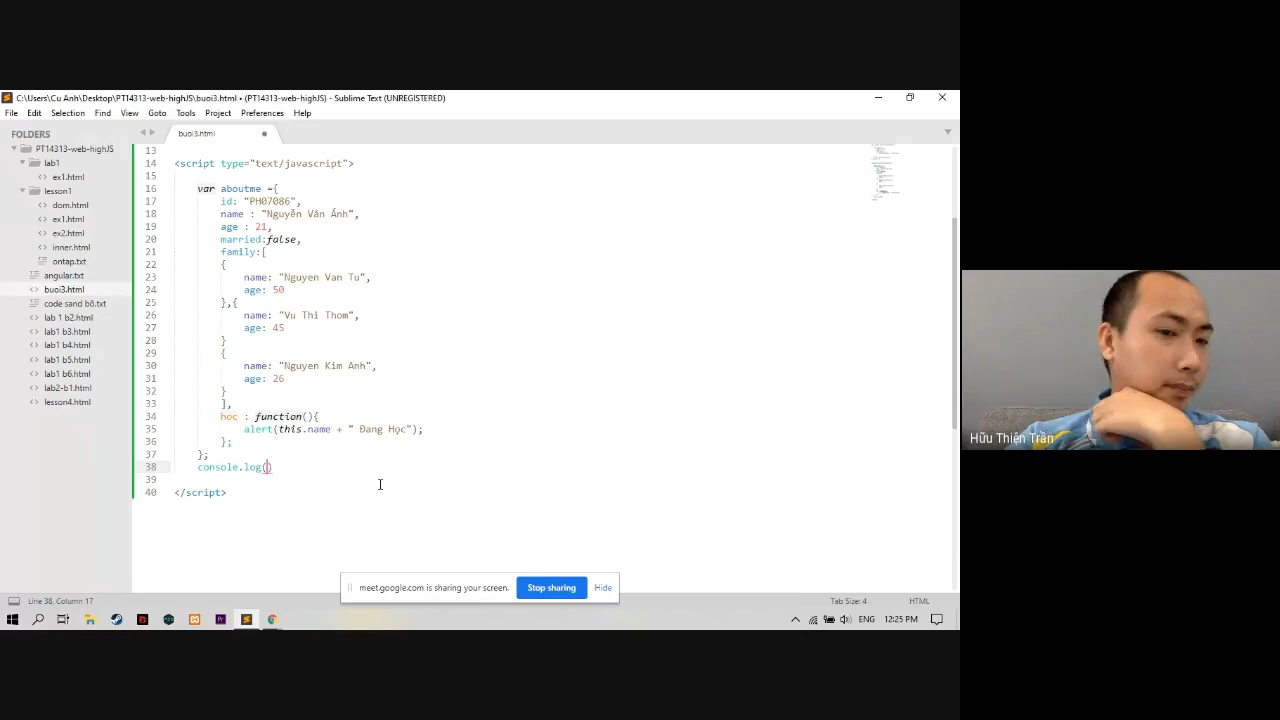 C:\Users\Cu Anh\Desktop\PT14313-web-highJS\buoi3.html • (PT14313-web-highJS) - Sublime Text (UNREGISTERED)
File Edit Selection Find View Goto Tools Project Preferences Help
FOLDERS
PT14313-web-highJS
lab1
ex1.html
lesson1
dom.html
ex1.html
ex2.html
inner.html
ontap.txt
angular.txt
buoi3.html
code sand bõ.txt
lab 1 b2.html
lab1 b3.html
lab1 b4.html
lab1 b5.html
lab1 b6.html
lab2-b1.html
lesson4.html
buoi3.html
13
14 <script type="text/javascript">
15
16 var aboutme ={
17 id: "PH07086",
18 name : "Nguyễn Văn Ánh",
19 age : 21,
20 married:false,
21 family:[
22 {
23 name: "Nguyen Van Tu",
24 age: 50
25 },{
26 name: "Vu Thi Thom",
27 age: 45
28 }
29 {
30 name: "Nguyen Kim Anh",
31 age: 26
32 }
33 ],
34 hoc : function(){
35 alert(this.name + " Đang Học");
36 };
37 };
38 console.log()
39
40 </script>
meet.google.com is sharing your screen. Stop sharing Hide
Line 38, Column 17 Tab Size: 4 HTML
Pr ENG 12:25 PM
Hữu Thiện Trần